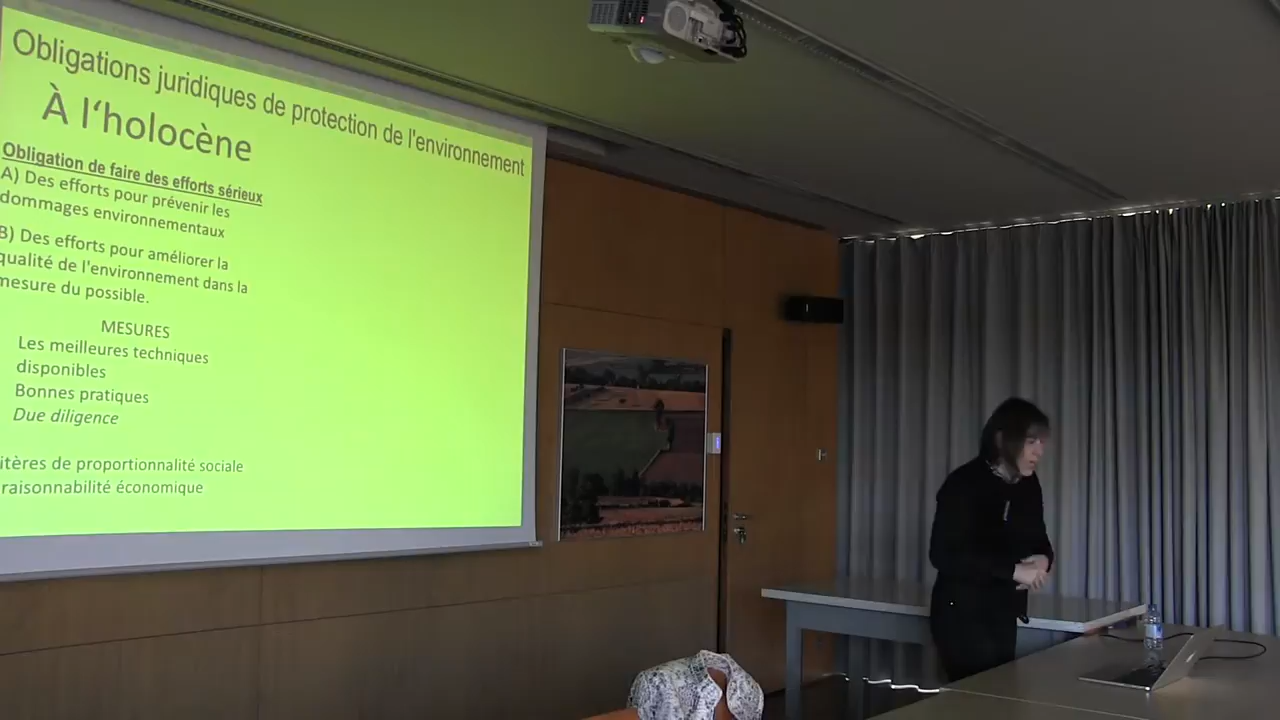 Obligations juridiques de protection de l'environnement
À l‘holocène
Obligation de faire des efforts sérieux
A) Des efforts pour prévenir les
dommages environnementaux
B) Des efforts pour améliorer la
qualité de l'environnement dans la
mesure du possible.
MESURES
Les meilleures techniques
disponibles
Bonnes pratiques
Due diligence
itères de proportionnalité sociale
raisonnabilité économique